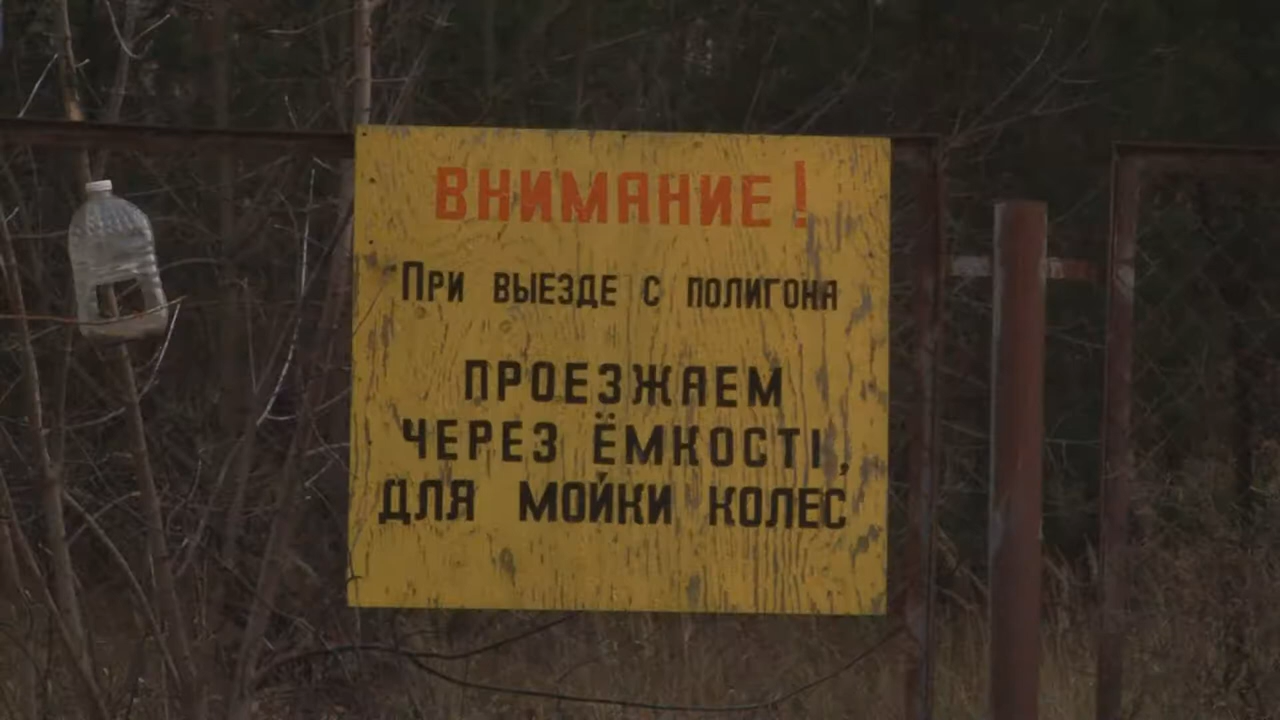 ВНИМАНИЕ!
При выезде с полигона
ПРОЕЗЖАЕМ
ЧЕРЕЗ ЁМКОСТІ,
ДЛЯ МОЙКИ КОЛЕС